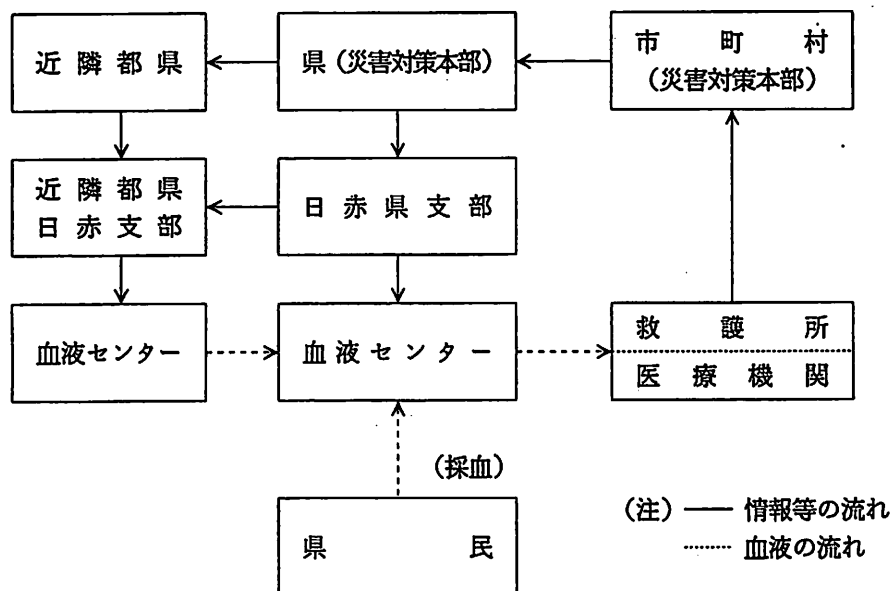 近隣都県
県(災害対策本部)
市町村
(災害対策本部)
近隣都県
日赤支部
日赤県支部
血液センター
血液センター
救護所
医療機関
(採血)
県民
(注) 情報等の流れ
血液の流れ